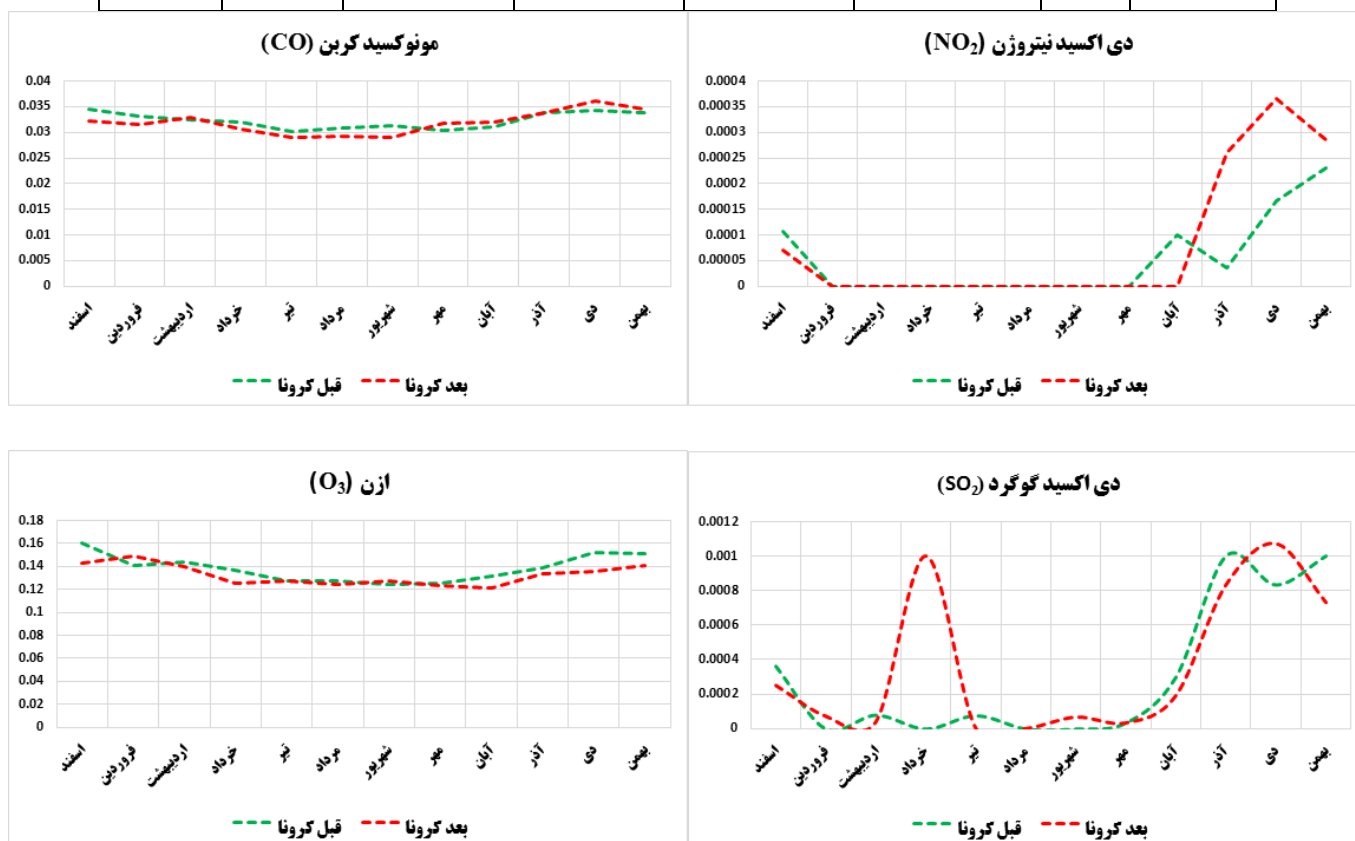 مونوکسید کربن (CO)
0.04
0.035
0.03
0.025
0.02
0.015
0.01
0.005
0
اسفند
فروردین
اردیبهشت
خرداد
تیر
مرداد
شهریور
مهر
آبان
آذر
دی
بهمن
قبل کرونا
بعد کرونا
دی اکسید نیتروژن (NO₂)
0.0004
0.00035
0.0003
0.00025
0.0002
0.00015
0.0001
0.00005
0
اسفند
فروردین
اردیبهشت
خرداد
تیر
مرداد
شهریور
مهر
آبان
آذر
دی
بهمن
قبل کرونا
بعد کرونا
ازن (O₃)
0.18
0.16
0.14
0.12
0.1
0.08
0.06
0.04
0.02
0
اسفند
فروردین
اردیبهشت
خرداد
تیر
مرداد
شهریور
مهر
آبان
آذر
دی
بهمن
قبل کرونا
بعد کرونا
دی اکسید گوگرد (SO₂)
0.0012
0.001
0.0008
0.0006
0.0004
0.0002
0
اسفند
فروردین
اردیبهشت
خرداد
تیر
مرداد
شهریور
مهر
آبان
آذر
دی
بهمن
قبل کرونا
بعد کرونا